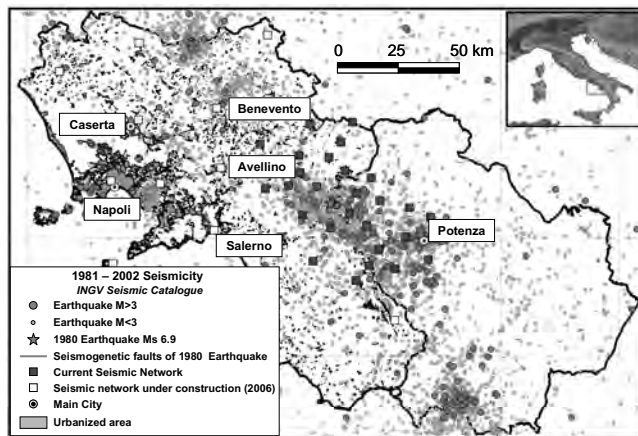 0 25 50 km
Benevento
Caserta
Avellino
Napoli
Salerno
Potenza
1981 – 2002 Seismicity
INGV Seismic Catalogue
Earthquake M>3
Earthquake M<3
1980 Earthquake Ms 6.9
Seismogenetic faults of 1980 Earthquake
Current Seismic Network
Seismic network under construction (2006)
Main City
Urbanized area